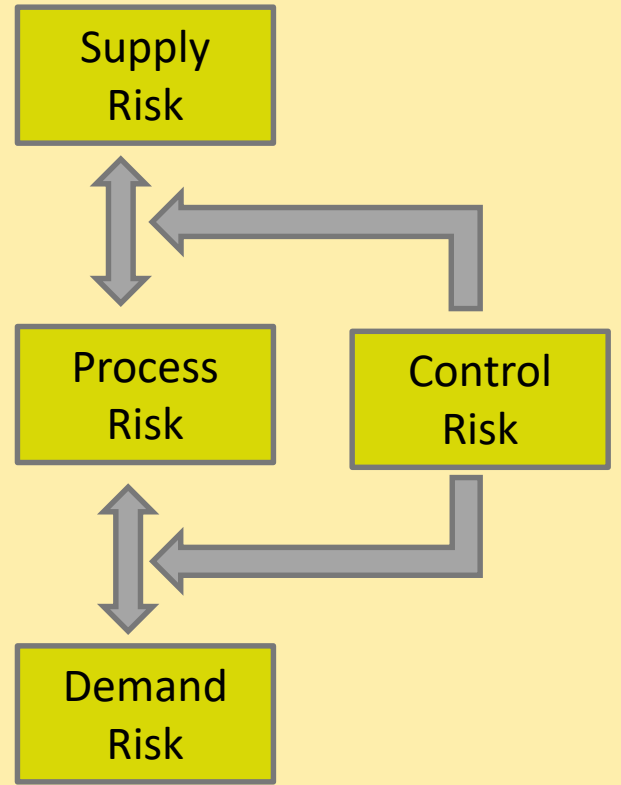 Supply
Risk
Process
Risk
Control
Risk
Demand
Risk